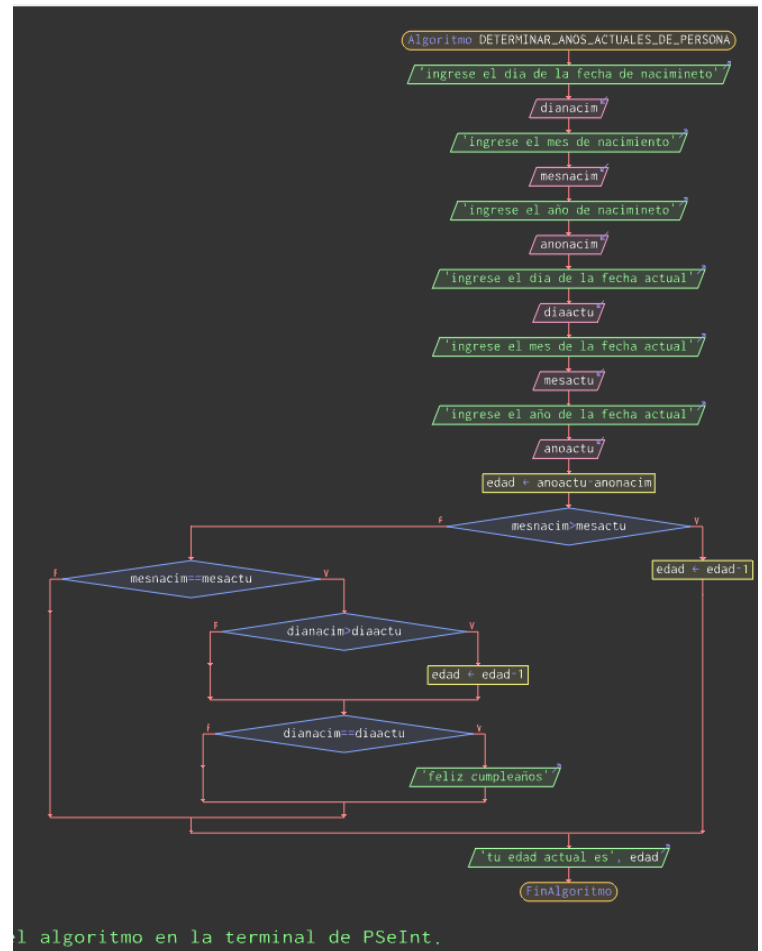 Algoritmo DETERMINAR_ANOS_ACTUALES_DE_PERSONA
'ingrese el dia de la fecha de nacimineto'
dianacim
'ingrese el mes de nacimiento'
mesnacim
'ingrese el año de nacimineto'
anonacim
'ingrese el dia de la fecha actual'
diaactu
'ingrese el mes de la fecha actual'
mesactu
'ingrese el año de la fecha actual'
anoactu
edad ← anoactu-anonacim
F mesnacim>mesactu V
F mesnacim==mesactu V
edad ← edad-1
F dianacim>diaactu V
edad ← edad-1
F dianacim==diaactu V
'feliz cumpleaños'
'tu edad actual es', edad
FinAlgoritmo
el algoritmo en la terminal de PSeInt.